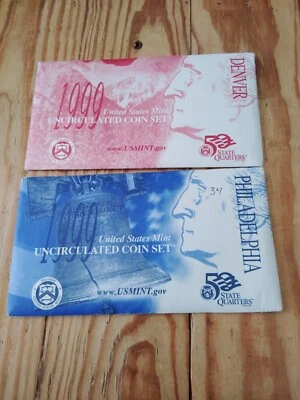 1999
United States Mint
UNCIRCULATED COIN SET
www.USMINT.gov
DENVER
50
STATE
QUARTERS
1999
United States Mint
UNCIRCULATED COIN SET
www.USMINT.gov
34
PHILADELPHIA
50
STATE
QUARTERS